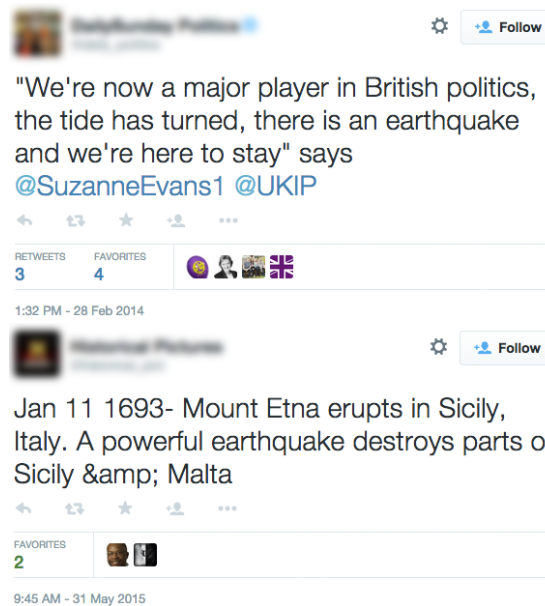 Follow
"We're now a major player in British politics,
the tide has turned, there is an earthquake
and we're here to stay" says
@SuzanneEvans1 @UKIP
RETWEETS FAVORITES
3 4
1:32 PM - 28 Feb 2014
Follow
Jan 11 1693- Mount Etna erupts in Sicily,
Italy. A powerful earthquake destroys parts o
Sicily &amp; Malta
FAVORITES
2
9:45 AM - 31 May 2015